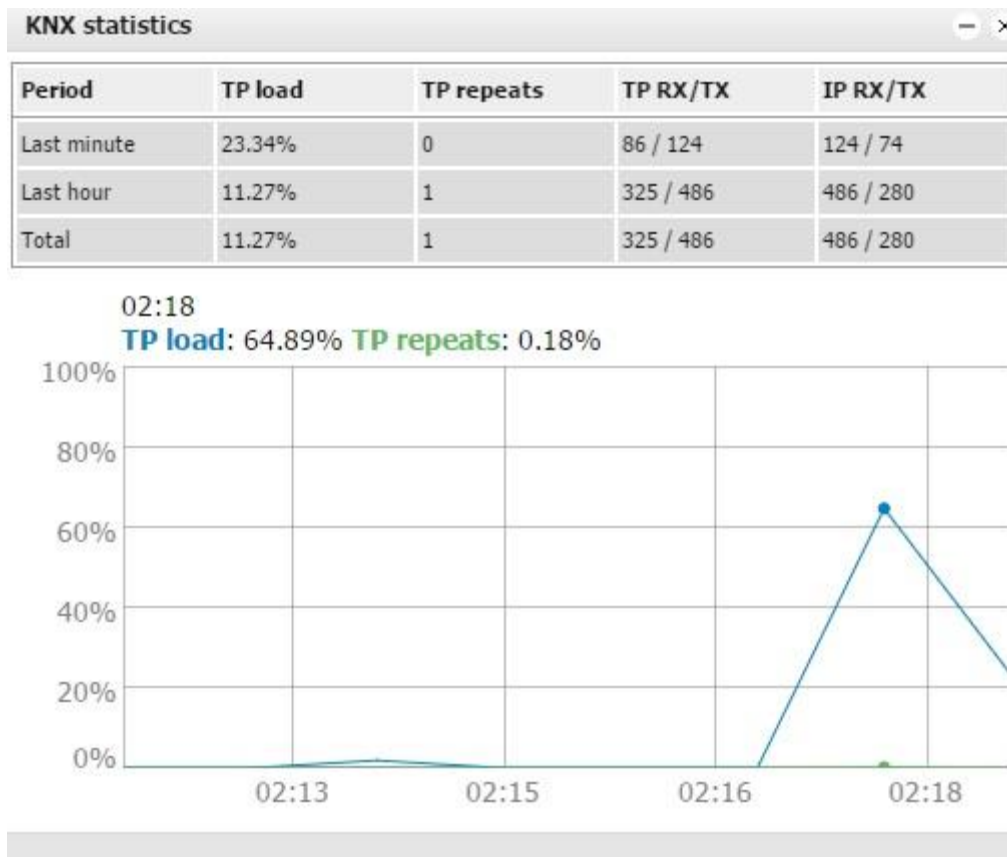 KNX statistics
Period TP load TP repeats TP RX/TX IP RX/TX
Last minute 23.34% 0 86 / 124 124 / 74
Last hour 11.27% 1 325 / 486 486 / 280
Total 11.27% 1 325 / 486 486 / 280
02:18
TP load: 64.89% TP repeats: 0.18%
100%
80%
60%
40%
20%
0%
02:13 02:15 02:16 02:18